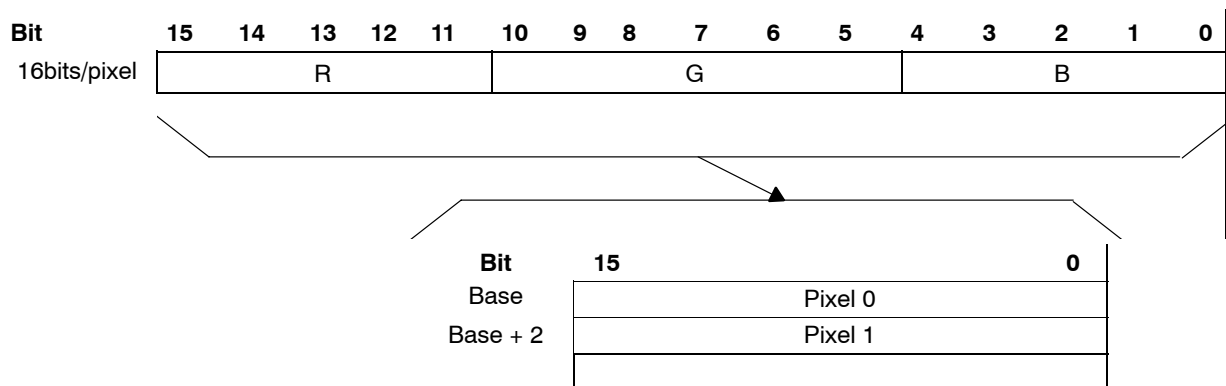 Bit 15 14 13 12 11 10 9 8 7 6 5 4 3 2 1 0
16bits/pixel R G B
Bit 15 0
Base Pixel 0
Base + 2 Pixel 1